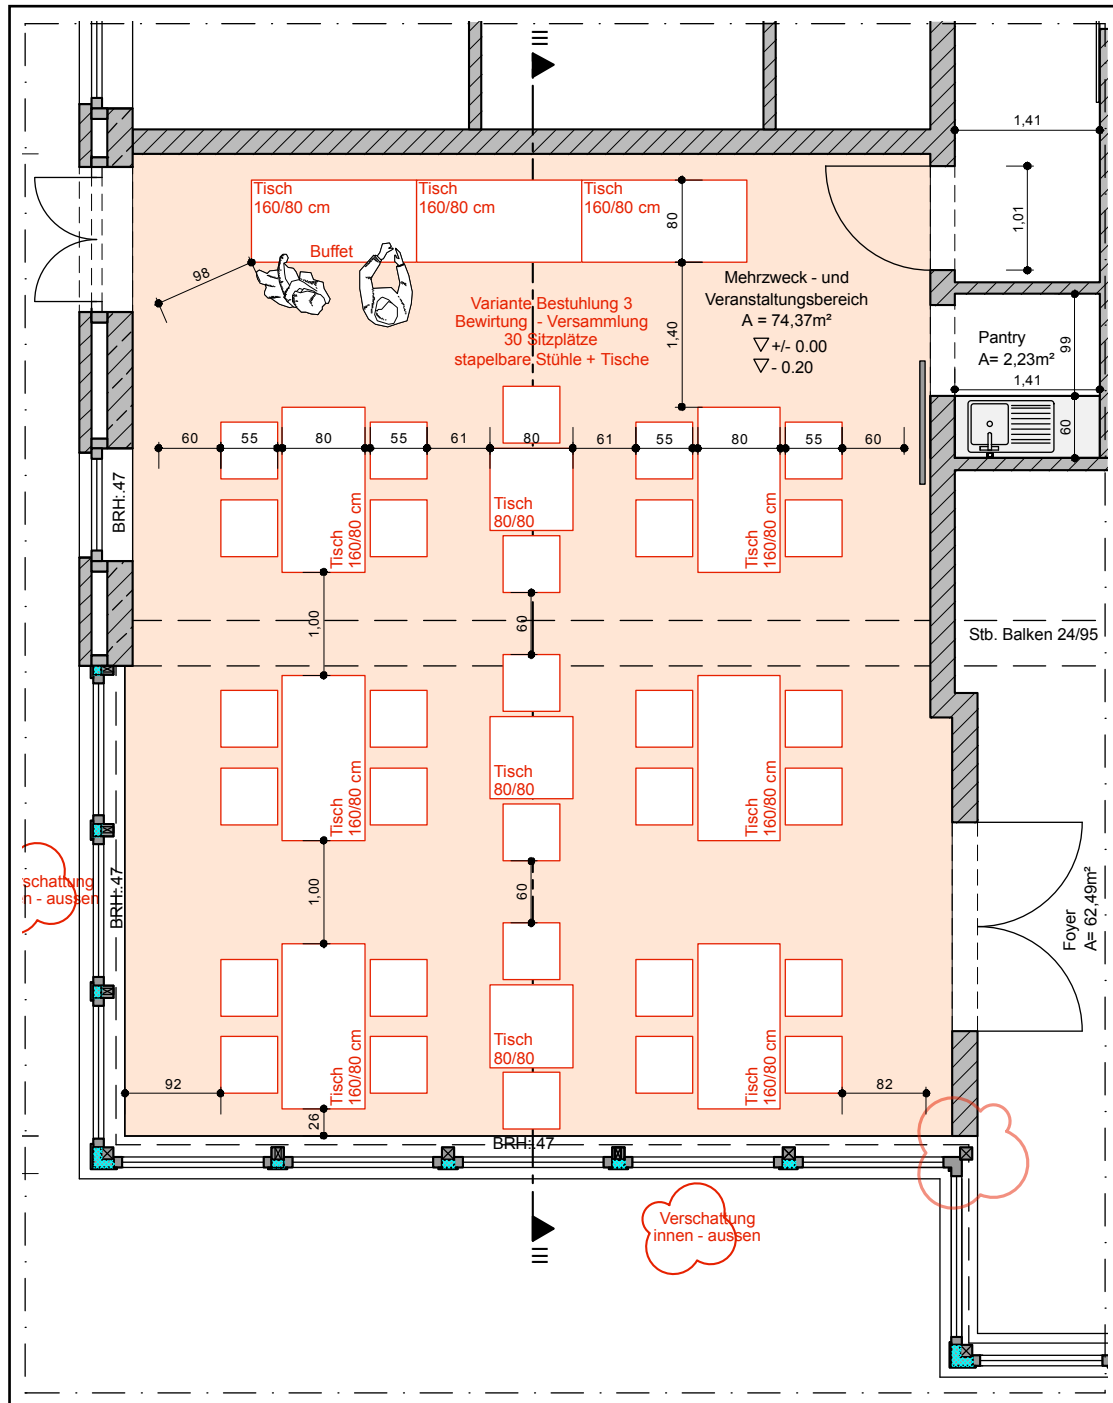 III
1,41
Tisch
160/80 cm
Tisch
160/80 cm
Tisch
160/80 cm
80
1,01
Buffet
98
Mehrzweck - und
Veranstaltungsbereich
A = 74,37m²
+/- 0.00
- 0.20
Variante Bestuhlung 3
Bewirtung - Versammlung
30 Sitzplätze
stapelbare Stühle + Tische
1,40
Pantry
A= 2,23m²
99
1,41
60
60
55
80
55
61
80
61
55
80
55
60
BRH:.47
Tisch
160/80 cm
Tisch
80/80
Tisch
160/80 cm
1,00
60
Stb. Balken 24/95
Tisch
160/80 cm
Tisch
80/80
Tisch
160/80 cm
schattung
n - aussen
BRH:.47
1,00
60
Foyer
A= 62,49m²
Tisch
160/80 cm
Tisch
80/80
Tisch
160/80 cm
92
82
26
BRH:.47
Verschattung
innen - aussen
III